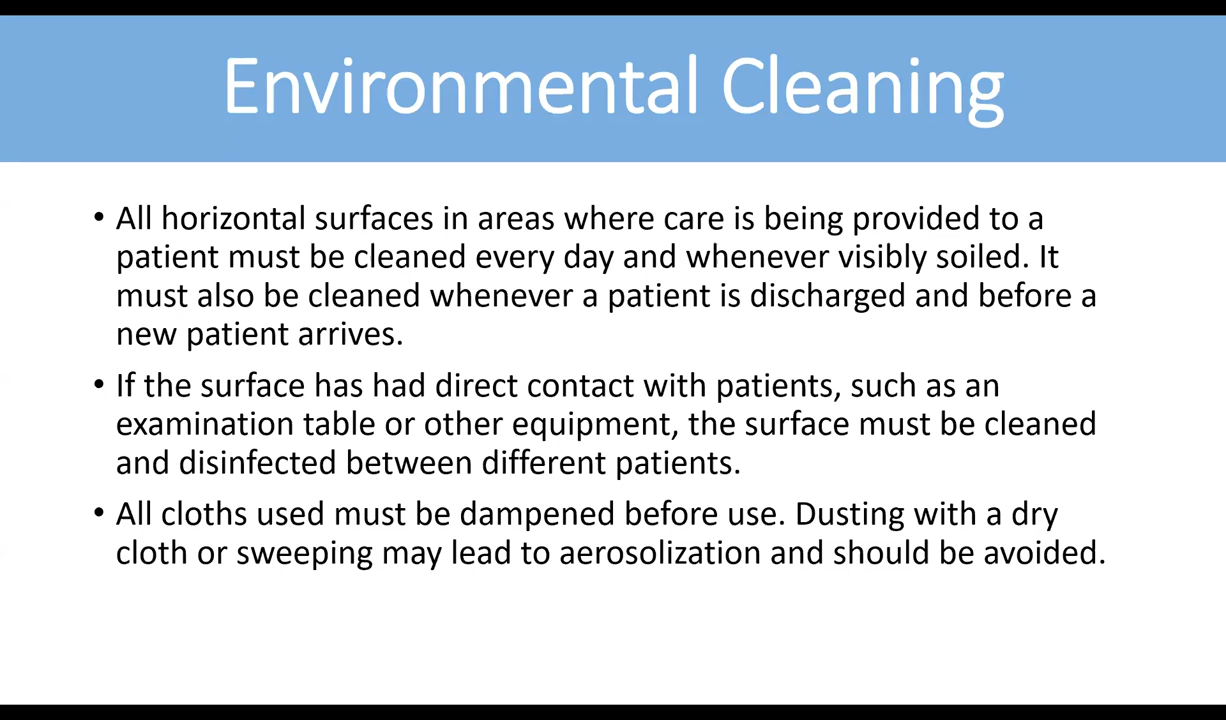 Environmental Cleaning
• All horizontal surfaces in areas where care is being provided to a
patient must be cleaned every day and whenever visibly soiled. It
must also be cleaned whenever a patient is discharged and before a
new patient arrives.
• If the surface has had direct contact with patients, such as an
examination table or other equipment, the surface must be cleaned
and disinfected between different patients.
• All cloths used must be dampened before use. Dusting with a dry
cloth or sweeping may lead to aerosolization and should be avoided.